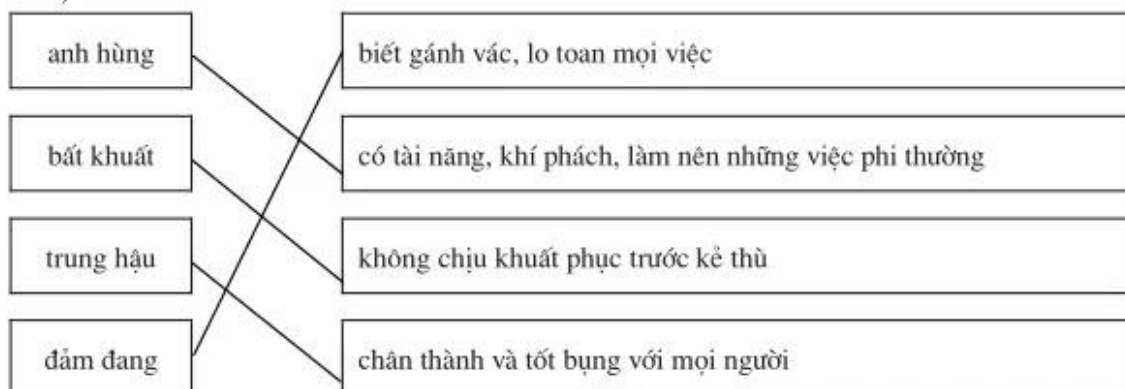 anh hùng
biết gánh vác, lo toan mọi việc
bất khuất
có tài năng, khí phách, làm nên những việc phi thường
trung hậu
không chịu khuất phục trước kẻ thù
đảm đang
chân thành và tốt bụng với mọi người